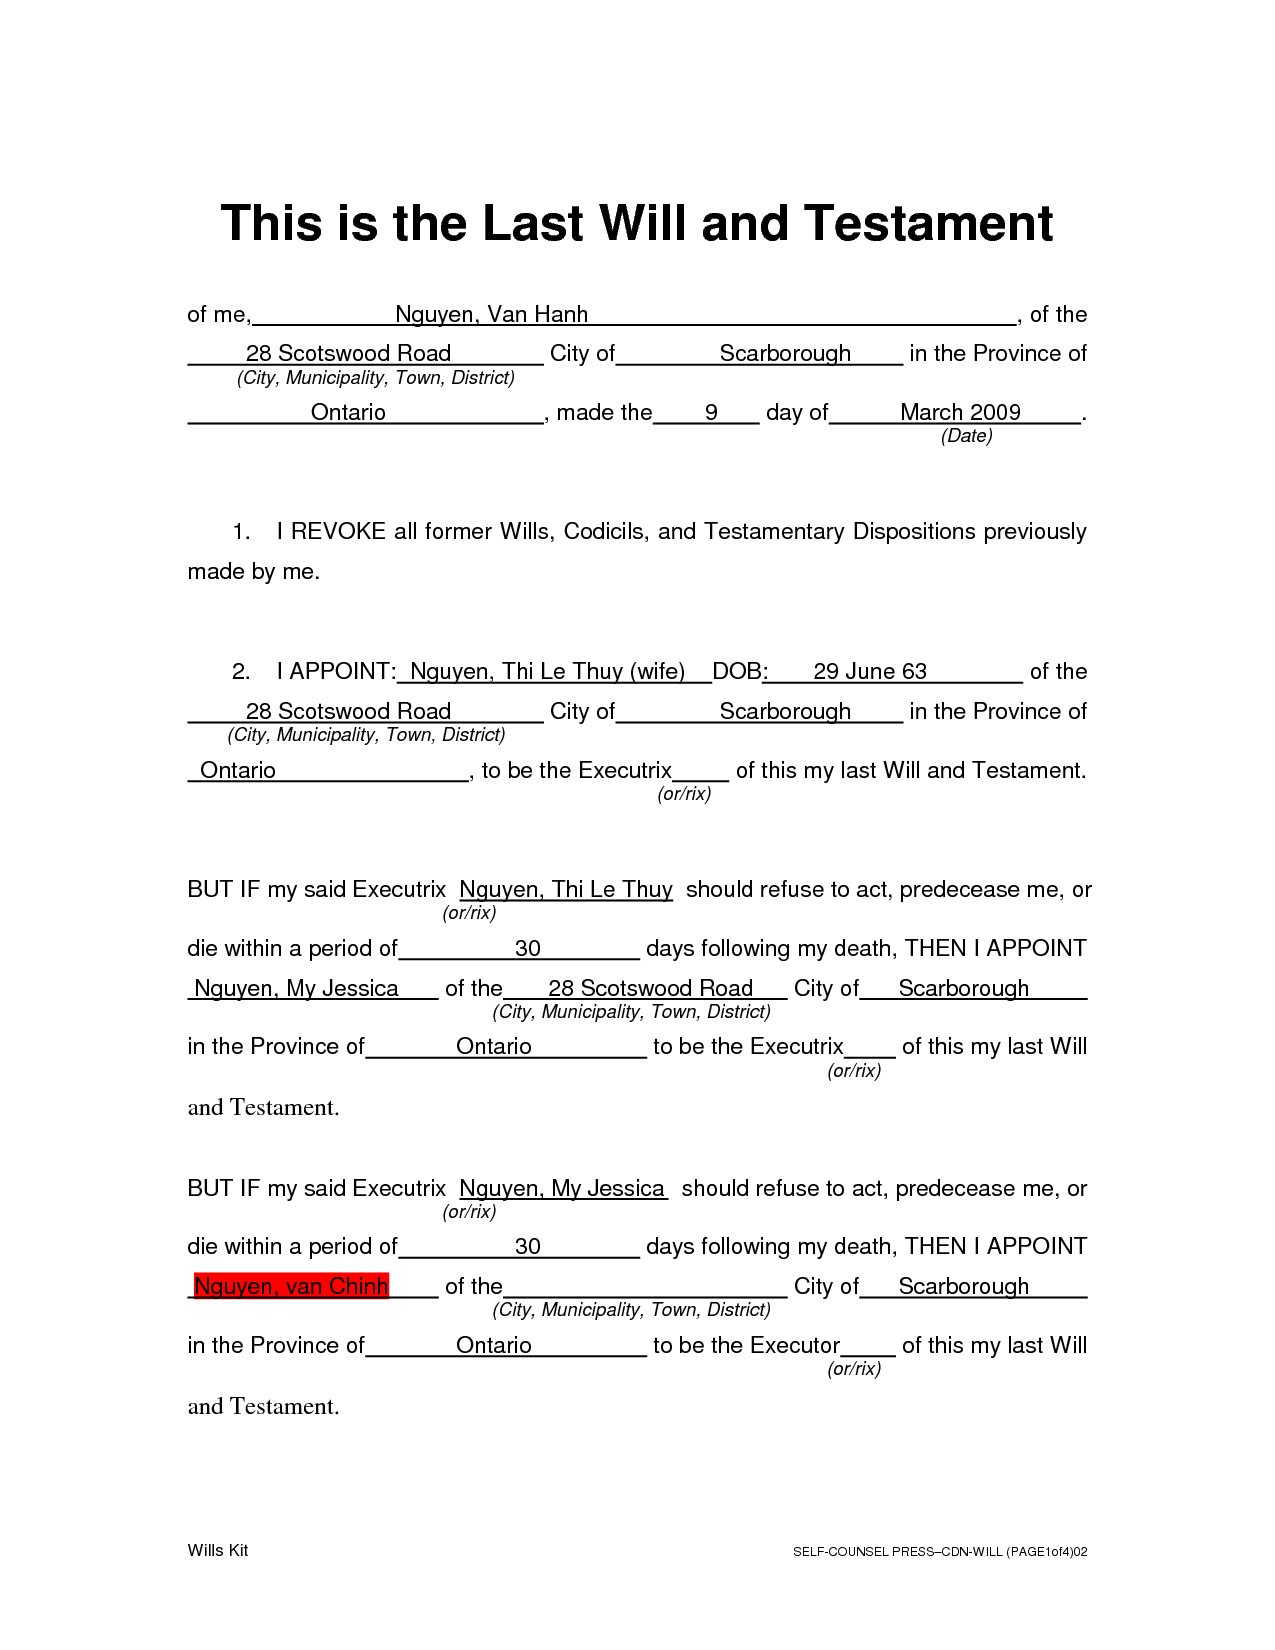 This is the Last Will and Testament
of me, Nguyen, Van Hanh , of the
28 Scotswood Road City of Scarborough in the Province of
(City, Municipality, Town, District)
Ontario , made the 9 day of March 2009 .
(Date)
1. I REVOKE all former Wills, Codicils, and Testamentary Dispositions previously
made by me.
2. I APPOINT: Nguyen, Thi Le Thuy (wife) DOB: 29 June 63 of the
28 Scotswood Road City of Scarborough in the Province of
(City, Municipality, Town, District)
Ontario , to be the Executrix of this my last Will and Testament.
(or/rix)
BUT IF my said Executrix Nguyen, Thi Le Thuy should refuse to act, predecease me, or
(or/rix)
die within a period of 30 days following my death, THEN I APPOINT
Nguyen, My Jessica of the 28 Scotswood Road City of Scarborough
(City, Municipality, Town, District)
in the Province of Ontario to be the Executrix of this my last Will
(or/rix)
and Testament.
BUT IF my said Executrix Nguyen, My Jessica should refuse to act, predecease me, or
(or/rix)
die within a period of 30 days following my death, THEN I APPOINT
Nguyen, van Chinh of the City of Scarborough
(City, Municipality, Town, District)
in the Province of Ontario to be the Executor of this my last Will
(or/rix)
and Testament.
Wills Kit SELF-COUNSEL PRESS–CDN-WILL (PAGE1of4)02